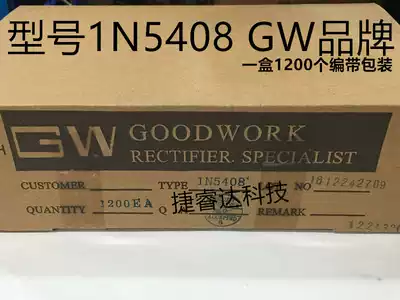 型号1N5408 GW品牌
一盒1200个编带包装
GW GOODWORK
RECTIFIER SPECIALIST
CUSTOMER TYPE 1N5408 NO 1612242709
QUANTITY 1200EA Q REMARK
捷睿达科技